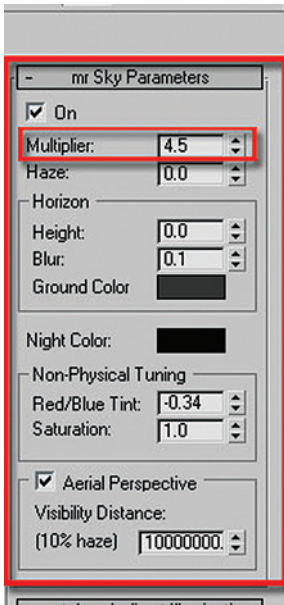 - mr Sky Parameters
On
Multiplier: 4.5
Haze: 0.0
Horizon
Height: 0.0
Blur: 0.1
Ground Color
Night Color:
Non-Physical Tuning
Red/Blue Tint: -0.34
Saturation: 1.0
Aerial Perspective
Visibility Distance:
(10% haze) 10000000.